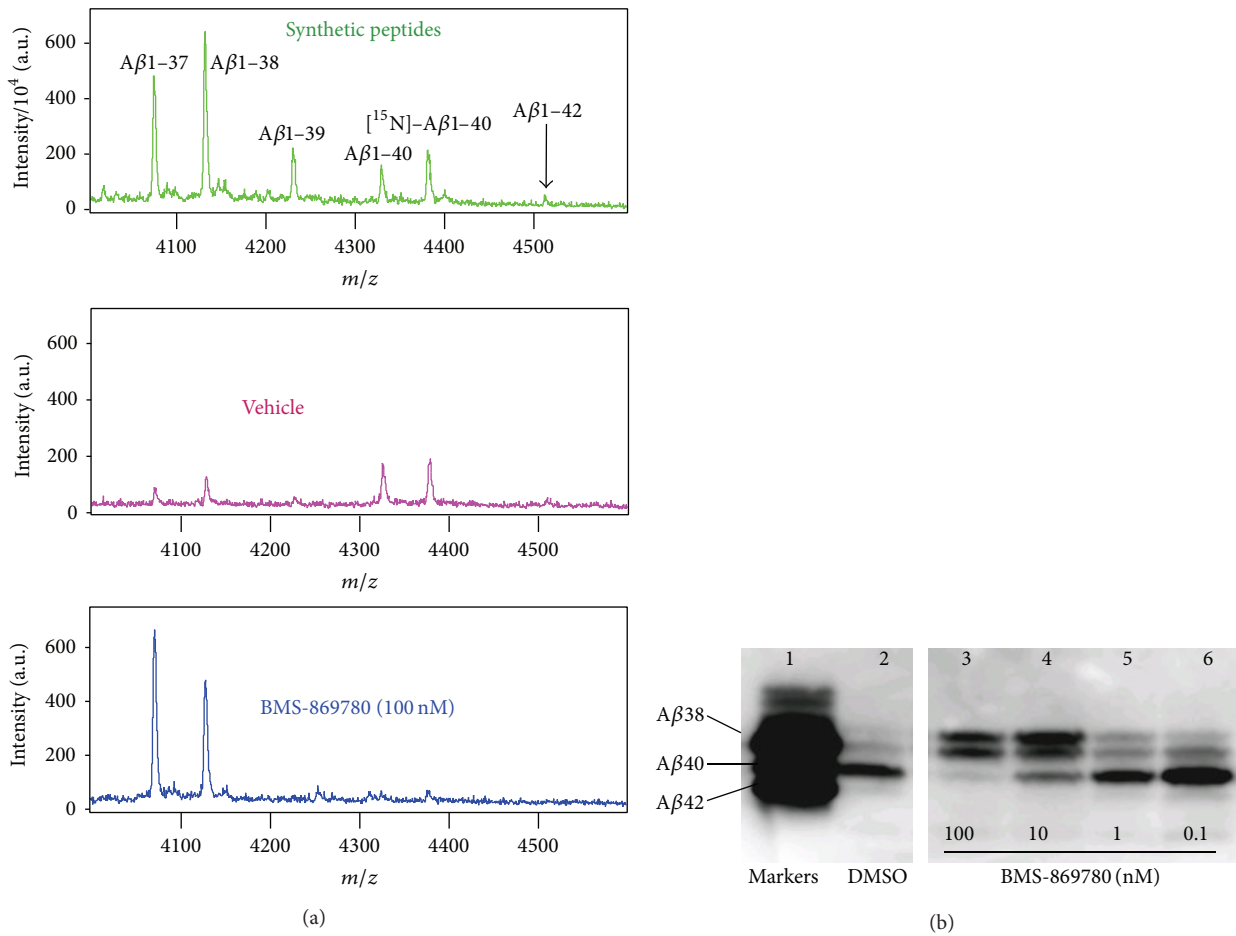 Synthetic peptides
Aβ1–37
Aβ1–38
Aβ1–39
Aβ1–40
[¹⁵N]–Aβ1–40
Aβ1–42
Intensity/10⁴ (a.u.)
600
400
200
0
4100 4200 4300 4400 4500
m/z
Vehicle
Intensity (a.u.)
600
400
200
0
4100 4200 4300 4400 4500
m/z
BMS-869780 (100 nM)
Intensity (a.u.)
600
400
200
0
4100 4200 4300 4400 4500
m/z
(a)
1 2 3 4 5 6
Aβ38
Aβ40
Aβ42
100 10 1 0.1
Markers DMSO BMS-869780 (nM)
(b)